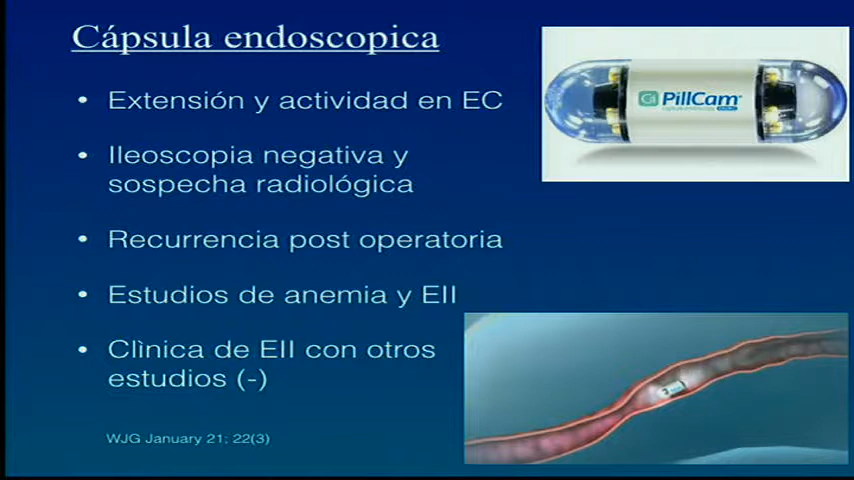 Cápsula endoscopica
• Extensión y actividad en EC
• Ileoscopia negativa y
sospecha radiológica
• Recurrencia post operatoria
• Estudios de anemia y EII
• Clìnica de EII con otros
estudios (-)
WJG January 21; 22(3)
PillCam